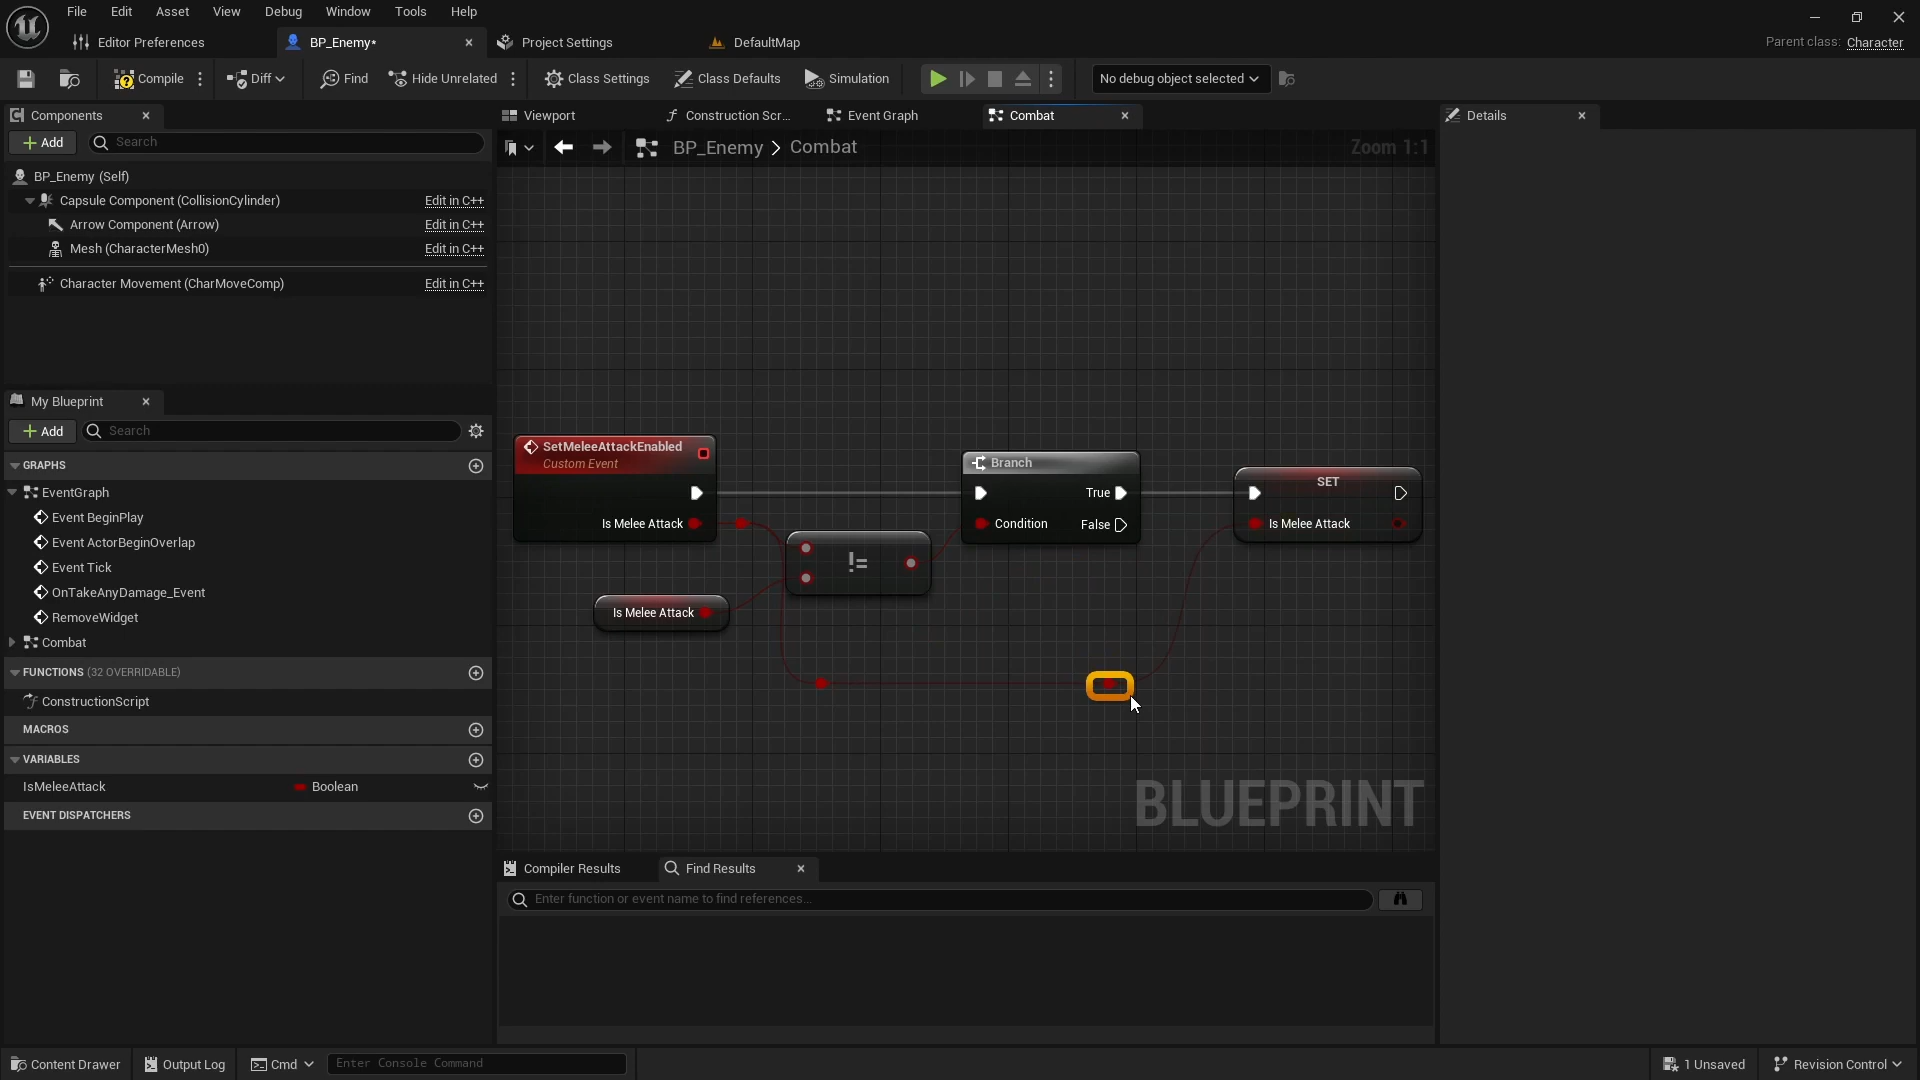 File Edit Asset View Debug Window Tools Help
Editor Preferences BP_Enemy* Project Settings DefaultMap Parent class: Character
Compile Diff Find Hide Unrelated Class Settings Class Defaults Simulation No debug object selected
Components Viewport Construction Scr... Event Graph Combat Details
Add Search
BP_Enemy > Combat Zoom 1:1
BP_Enemy (Self)
Capsule Component (CollisionCylinder) Edit in C++
Arrow Component (Arrow) Edit in C++
Mesh (CharacterMesh0) Edit in C++
Character Movement (CharMoveComp) Edit in C++
My Blueprint
Add Search
GRAPHS
EventGraph
Event BeginPlay
Event ActorBeginOverlap
Event Tick
OnTakeAnyDamage_Event
RemoveWidget
Combat
FUNCTIONS (32 OVERRIDABLE)
ConstructionScript
MACROS
VARIABLES
IsMeleeAttack Boolean
EVENT DISPATCHERS
SetMeleeAttackEnabled
Custom Event
Is Melee Attack
Is Melee Attack
!=
Branch
True
Condition False
SET
Is Melee Attack
BLUEPRINT
Compiler Results Find Results
Enter function or event name to find references...
Content Drawer Output Log Cmd Enter Console Command 1 Unsaved Revision Control